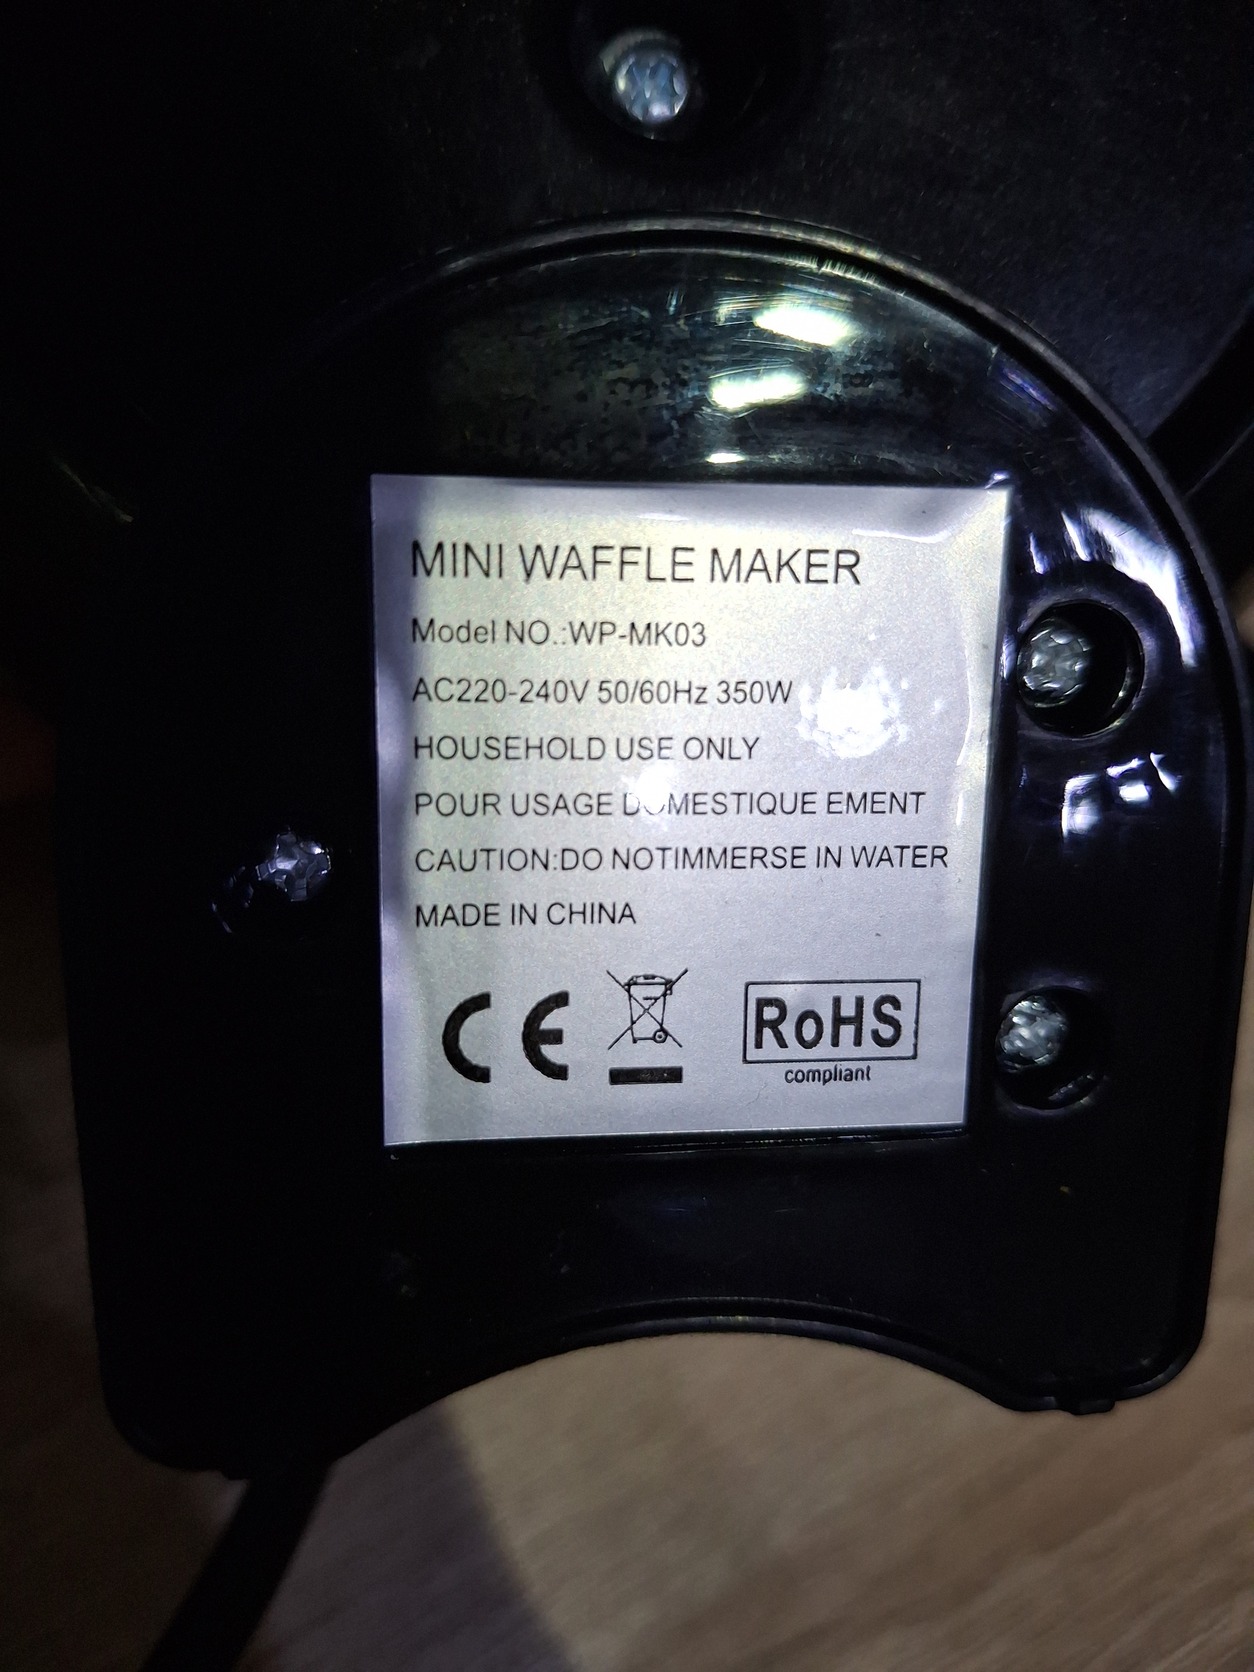 MINI WAFFLE MAKER
Model NO.:WP-MK03
AC220-240V 50/60Hz 350W
HOUSEHOLD USE ONLY
POUR USAGE DOMESTIQUE EMENT
CAUTION:DO NOTIMMERSE IN WATER
MADE IN CHINA
CE
RoHS
compliant